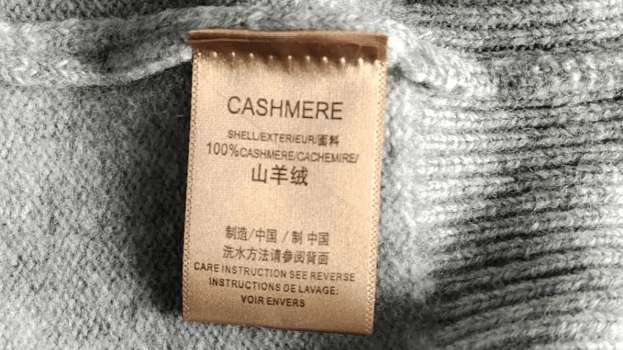 CASHMERE
SHELL/EXTERIEUR/面料
100%CASHMERE/CACHEMIRE/
山羊绒
制造/中国 / 制 中国
洗水方法请参阅背面
CARE INSTRUCTION SEE REVERSE
INSTRUCTIONS DE LAVAGE:
VOIR ENVERS